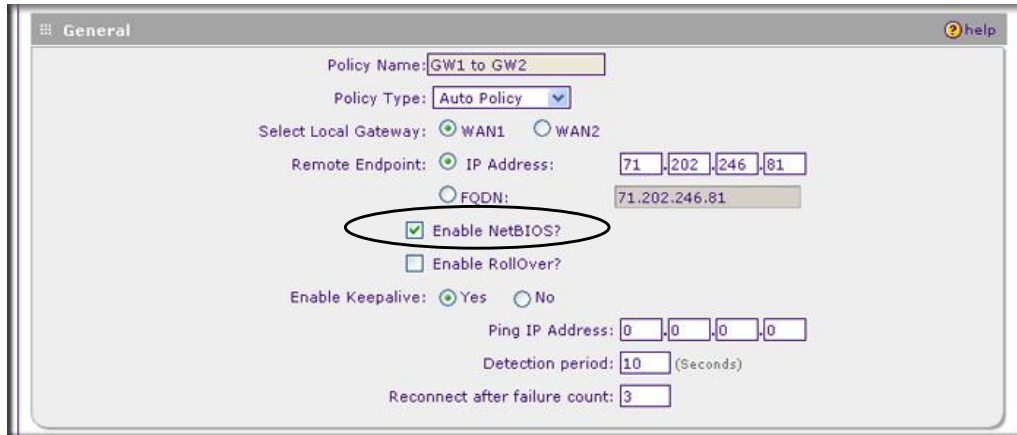 General
help
Policy Name: GW1 to GW2
Policy Type: Auto Policy
Select Local Gateway: WAN1 WAN2
Remote Endpoint: IP Address: 71 .202 .246 .81
FQDN: 71.202.246.81
Enable NetBIOS?
Enable RollOver?
Enable Keepalive: Yes No
Ping IP Address: 0 .0 .0 .0
Detection period: 10 (Seconds)
Reconnect after failure count: 3